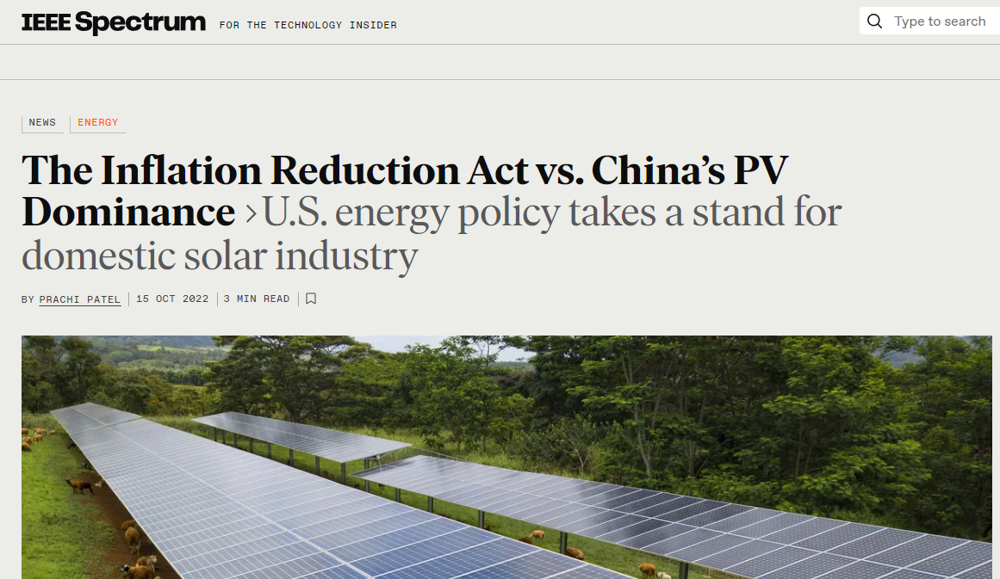 IEEE Spectrum FOR THE TECHNOLOGY INSIDER
Type to search
NEWS ENERGY
The Inflation Reduction Act vs. China’s PV
Dominance › U.S. energy policy takes a stand for
domestic solar industry
BY PRACHI PATEL 15 OCT 2022 3 MIN READ